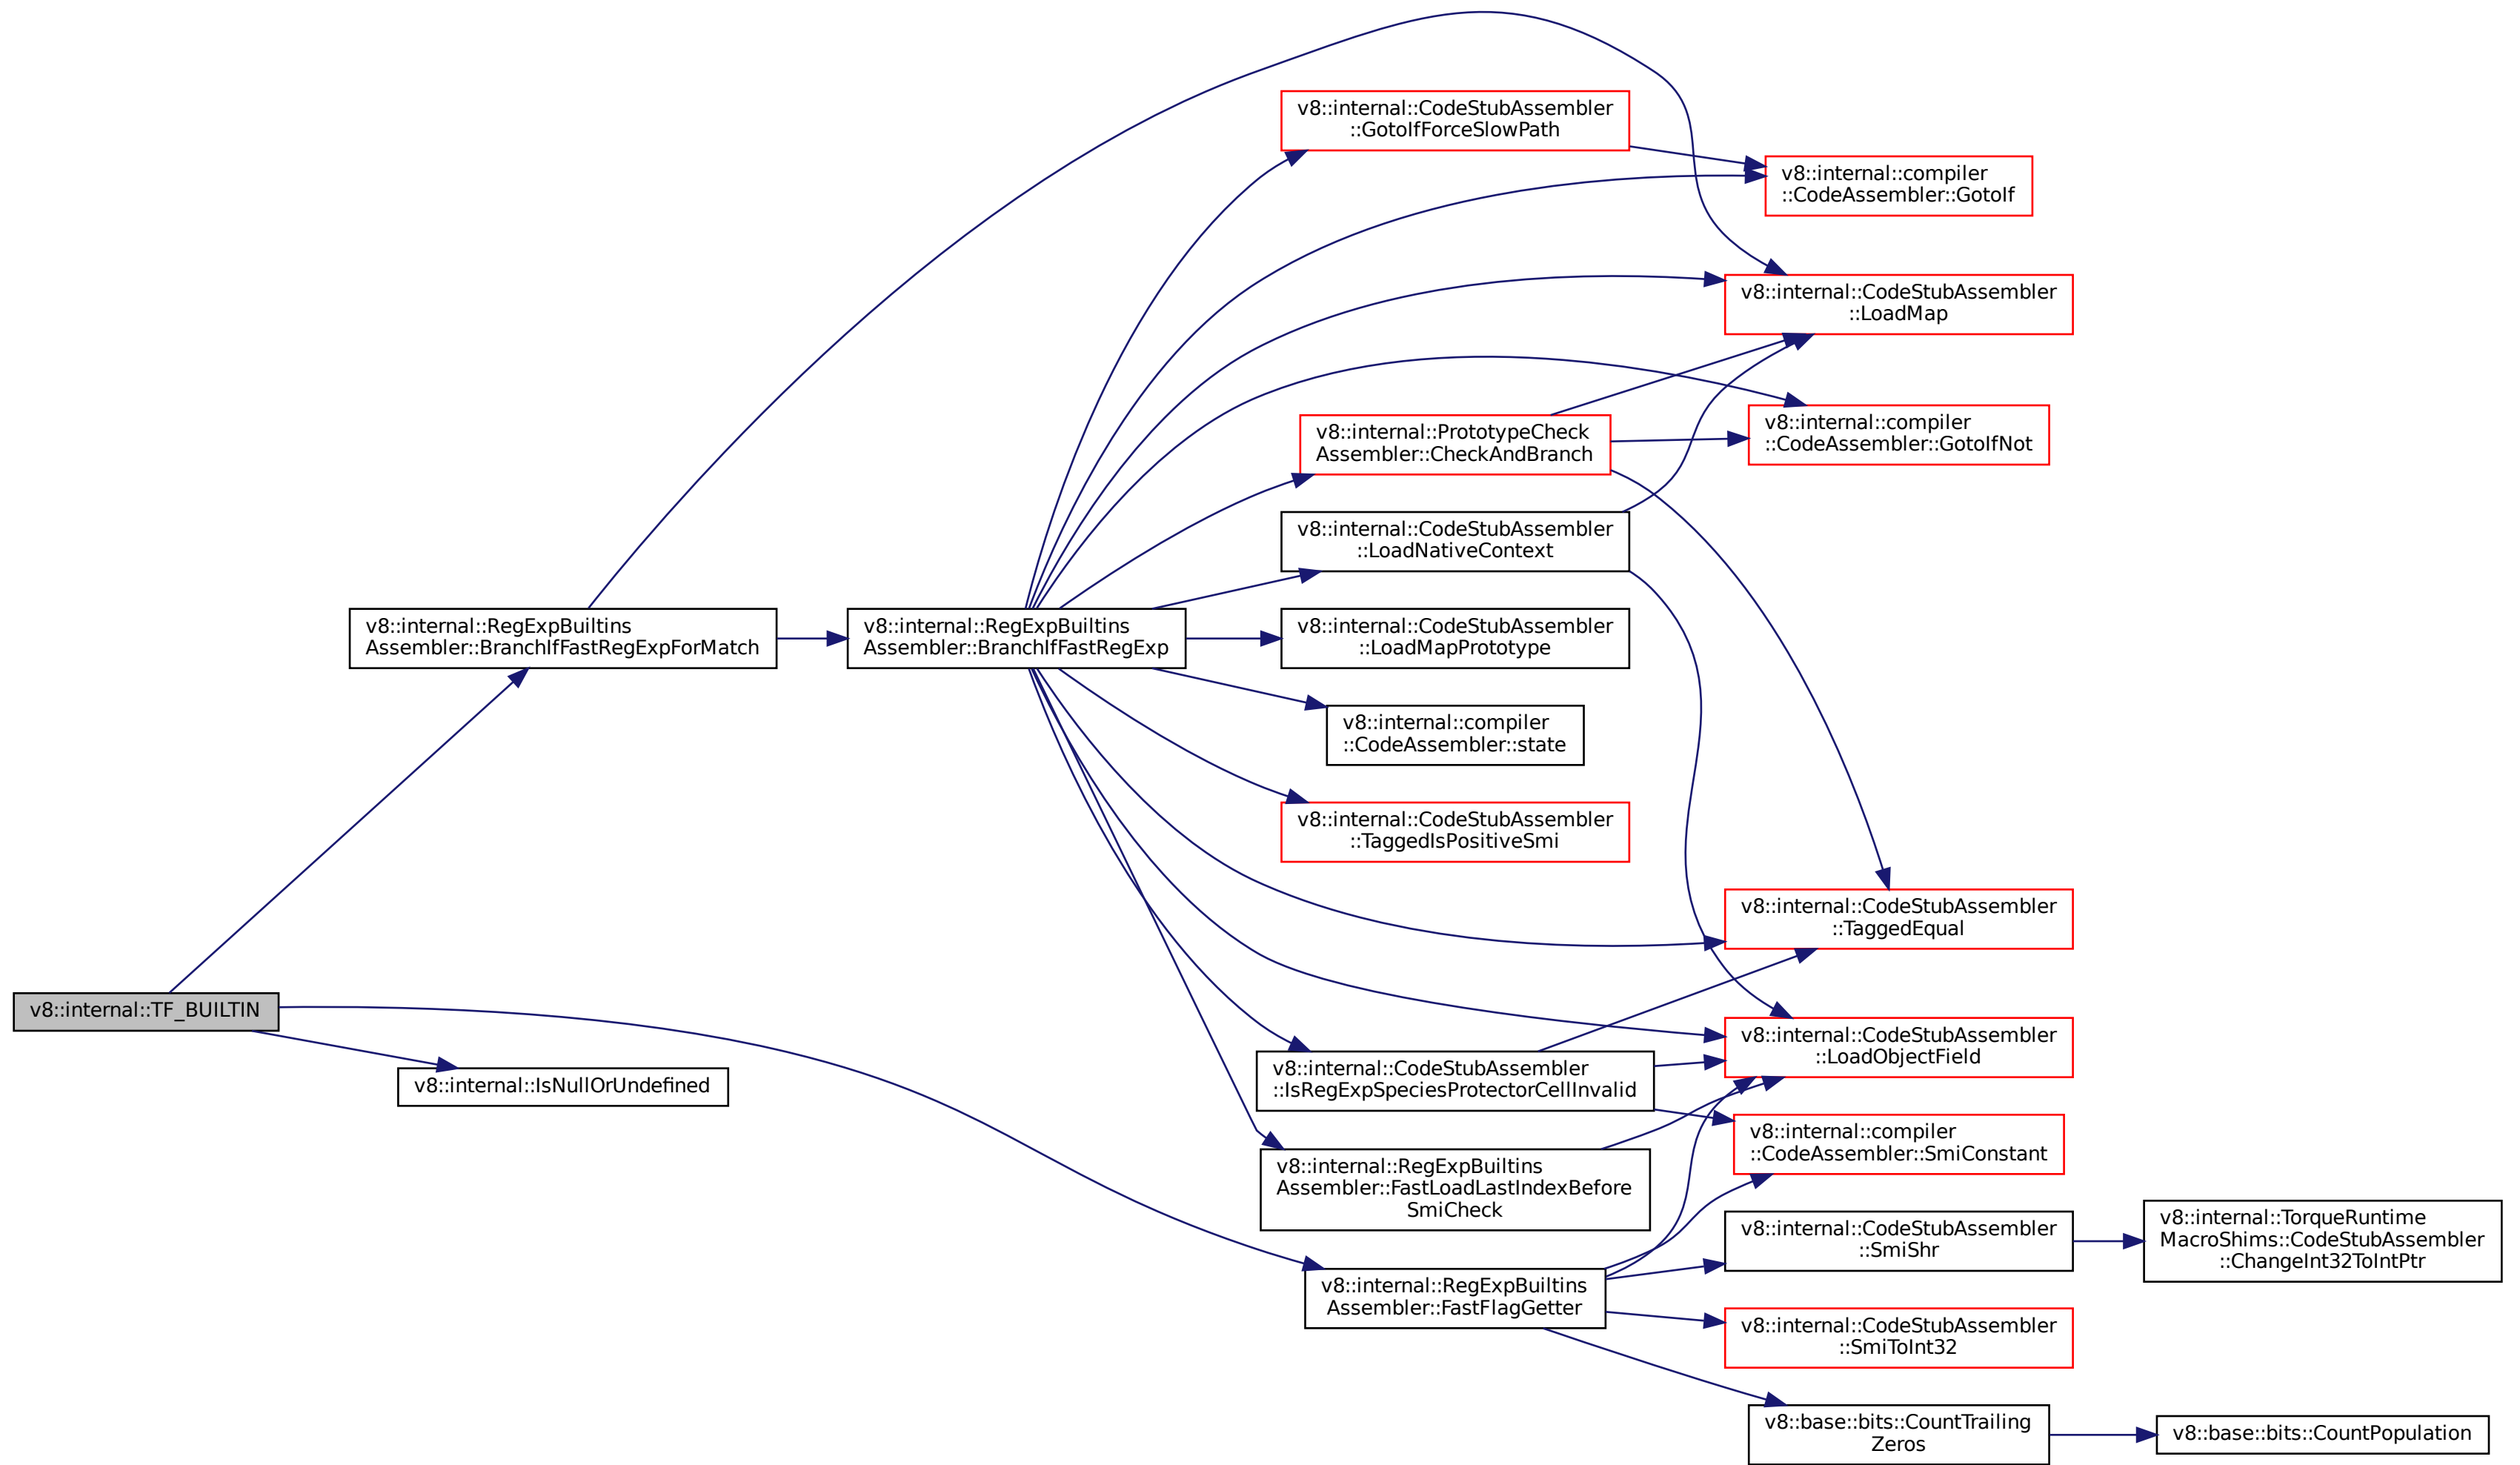 v8::internal::CodeStubAssembler
::GotoIfForceSlowPath
v8::internal::compiler
::CodeAssembler::GotoIf
v8::internal::CodeStubAssembler
::LoadMap
v8::internal::PrototypeCheck
Assembler::CheckAndBranch
v8::internal::compiler
::CodeAssembler::GotoIfNot
v8::internal::CodeStubAssembler
::LoadNativeContext
v8::internal::RegExpBuiltins
Assembler::BranchIfFastRegExpForMatch
v8::internal::RegExpBuiltins
Assembler::BranchIfFastRegExp
v8::internal::CodeStubAssembler
::LoadMapPrototype
v8::internal::compiler
::CodeAssembler::state
v8::internal::CodeStubAssembler
::TaggedIsPositiveSmi
v8::internal::CodeStubAssembler
::TaggedEqual
v8::internal::TF_BUILTIN
v8::internal::CodeStubAssembler
::LoadObjectField
v8::internal::IsNullOrUndefined
v8::internal::CodeStubAssembler
::IsRegExpSpeciesProtectorCellInvalid
v8::internal::compiler
::CodeAssembler::SmiConstant
v8::internal::RegExpBuiltins
Assembler::FastLoadLastIndexBefore
SmiCheck
v8::internal::CodeStubAssembler
::SmiShr
v8::internal::TorqueRuntime
MacroShims::CodeStubAssembler
::ChangeInt32ToIntPtr
v8::internal::RegExpBuiltins
Assembler::FastFlagGetter
v8::internal::CodeStubAssembler
::SmiToInt32
v8::base::bits::CountTrailing
Zeros
v8::base::bits::CountPopulation